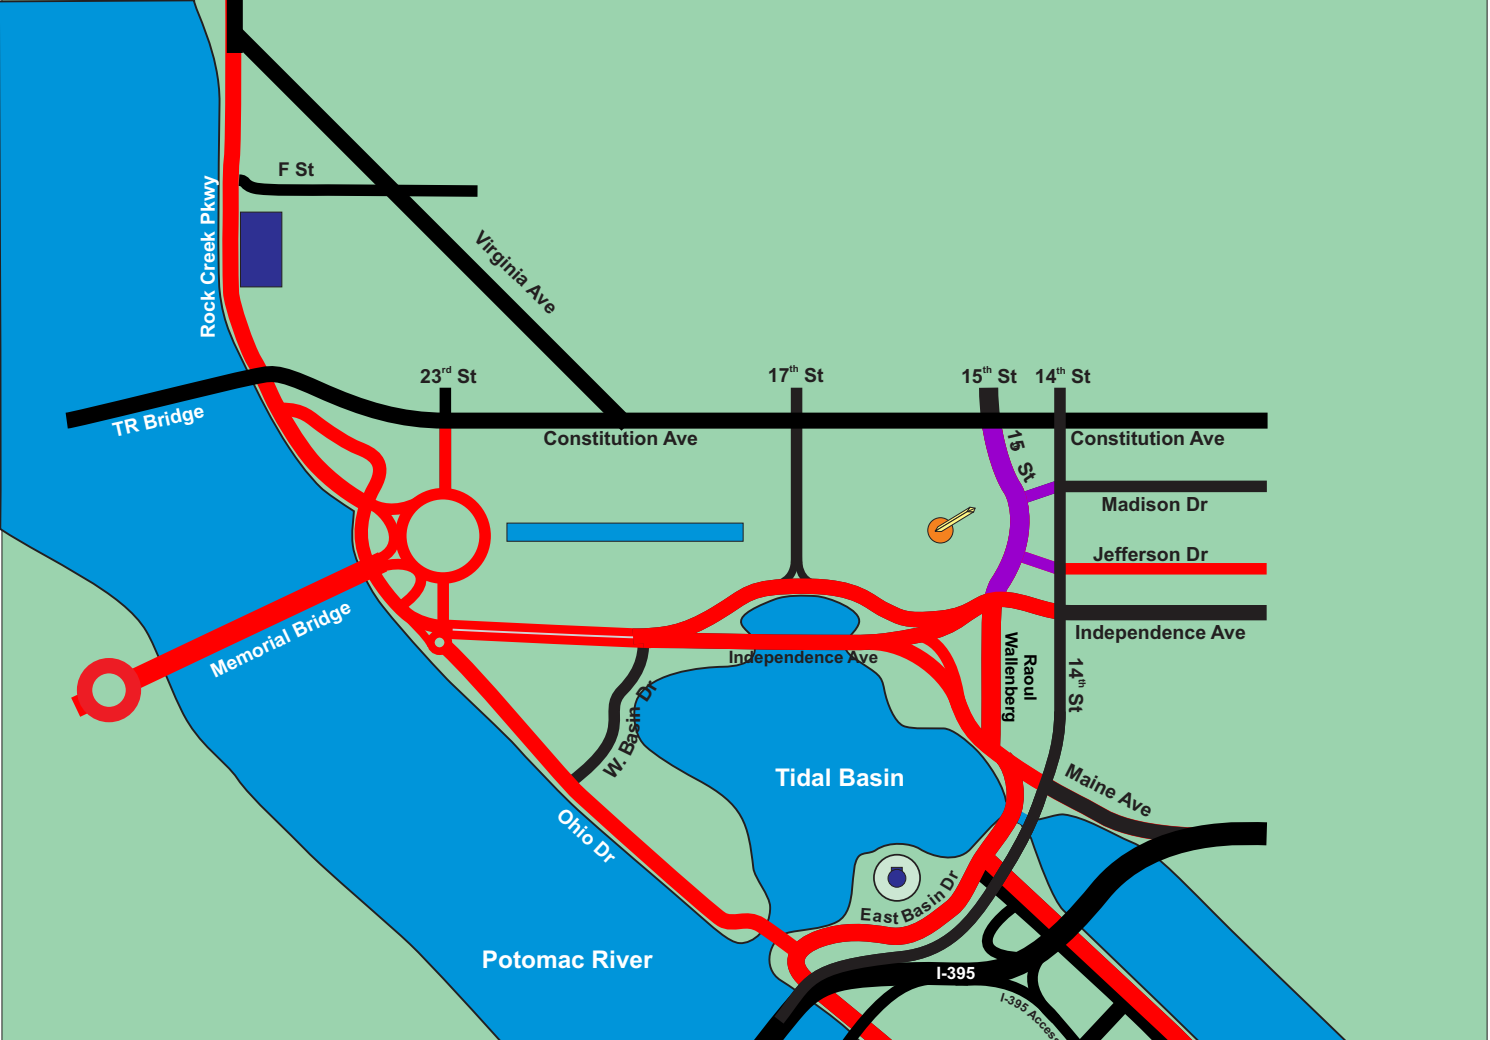 F St
Rock Creek Pkwy
Virginia Ave
23rd St
17th St
15th St
14th St
TR Bridge
Constitution Ave
15 St
Constitution Ave
Madison Dr
Jefferson Dr
Memorial Bridge
Independence Ave
Independence Ave
Raoul
Wallenberg
14th St
W. Basin Dr
Tidal Basin
Maine Ave
Ohio Dr
East Basin Dr
Potomac River
I-395
I-395 Access